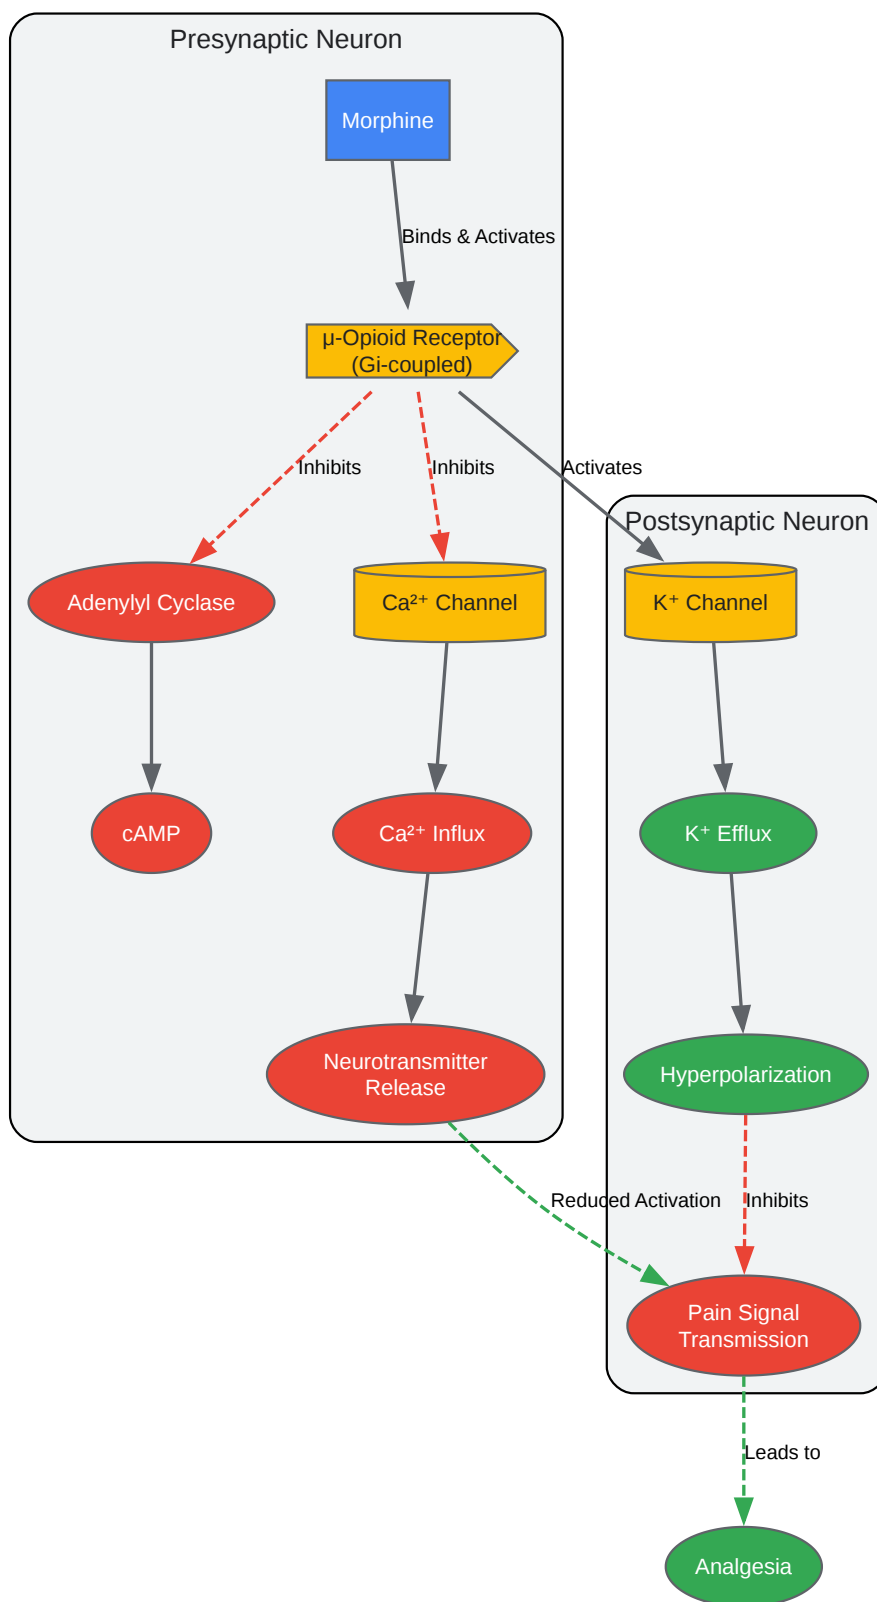 Presynaptic Neuron
Morphine
Binds & Activates
μ-Opioid Receptor
(Gi-coupled)
Inhibits
Inhibits
Activates
Postsynaptic Neuron
Adenylyl Cyclase
Ca²⁺ Channel
K⁺ Channel
cAMP
Ca²⁺ Influx
K⁺ Efflux
Neurotransmitter
Release
Hyperpolarization
Reduced Activation
Inhibits
Pain Signal
Transmission
Leads to
Analgesia